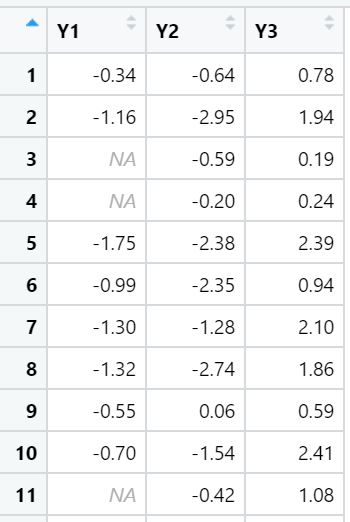 Y1 Y2 Y3
1 -0.34 -0.64 0.78
2 -1.16 -2.95 1.94
3 NA -0.59 0.19
4 NA -0.20 0.24
5 -1.75 -2.38 2.39
6 -0.99 -2.35 0.94
7 -1.30 -1.28 2.10
8 -1.32 -2.74 1.86
9 -0.55 0.06 0.59
10 -0.70 -1.54 2.41
11 NA -0.42 1.08